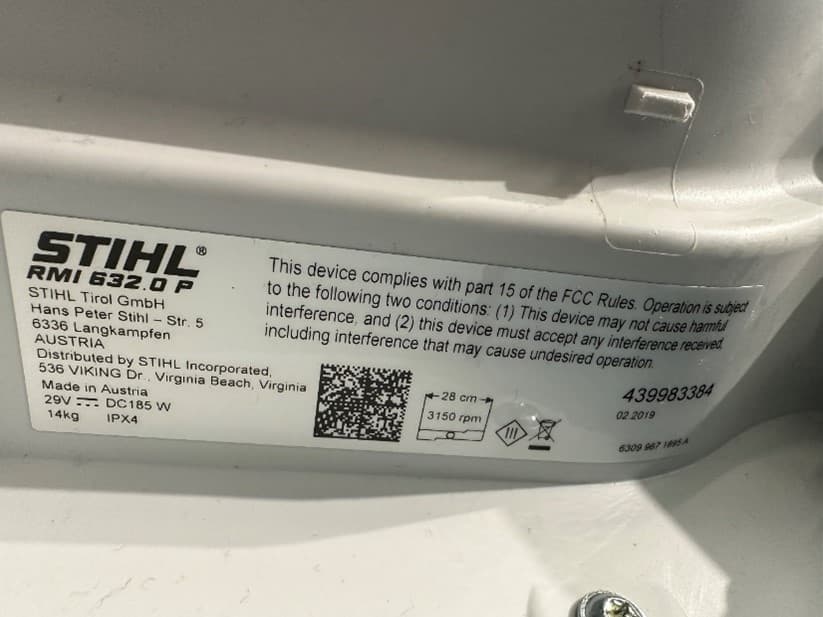 STIHL®
RMI 632.0 P
STIHL Tirol GmbH
Hans Peter Stihl – Str. 5
6336 Langkampfen
AUSTRIA
Distributed by STIHL Incorporated,
536 VIKING Dr., Virginia Beach, Virginia
Made in Austria
29V DC185 W
14kg IPX4
This device complies with part 15 of the FCC Rules. Operation is subject
to the following two conditions: (1) This device may not cause harmful
interference, and (2) this device must accept any interference received,
including interference that may cause undesired operation.
28 cm
3150 rpm
III
439983384
02.2019
6309 967 1695 A